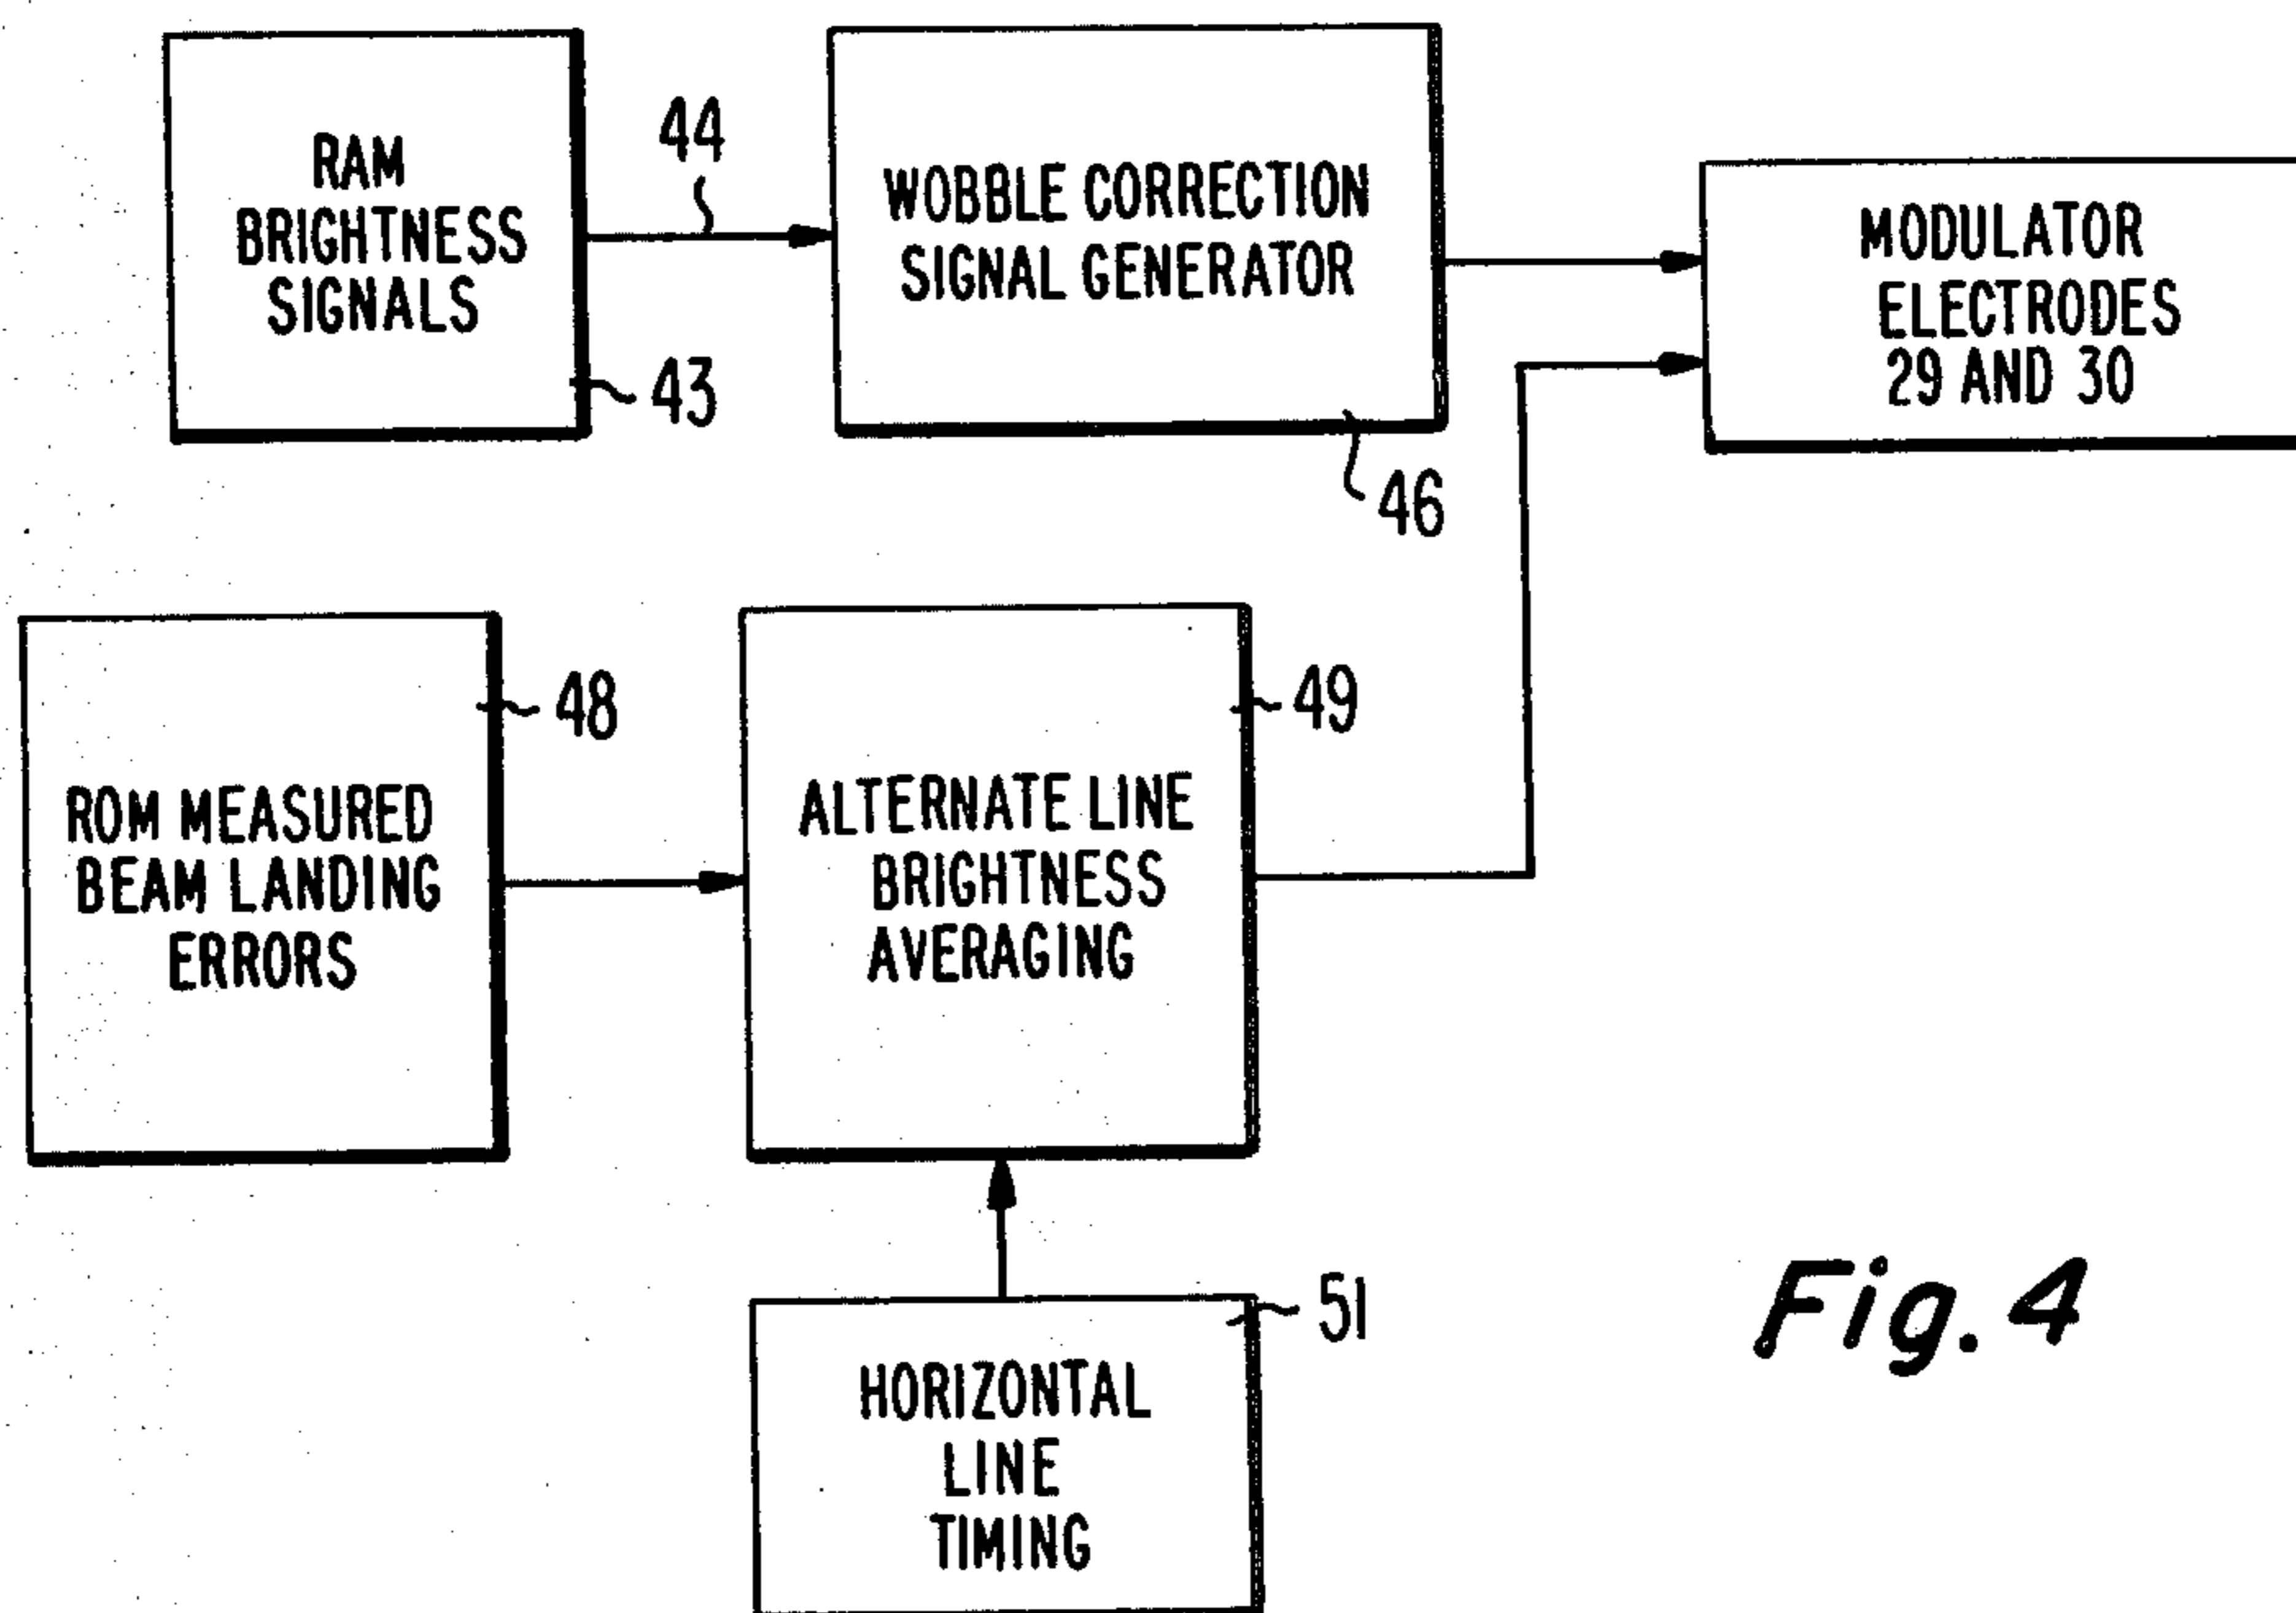 RAM
BRIGHTNESS
SIGNALS
43
44
WOBBLE CORRECTION
SIGNAL GENERATOR
46
MODULATOR
ELECTRODES
29 AND 30
ROM MEASURED
BEAM LANDING
ERRORS
48
ALTERNATE LINE
BRIGHTNESS
AVERAGING
49
HORIZONTAL
LINE
TIMING
51
Fig. 4